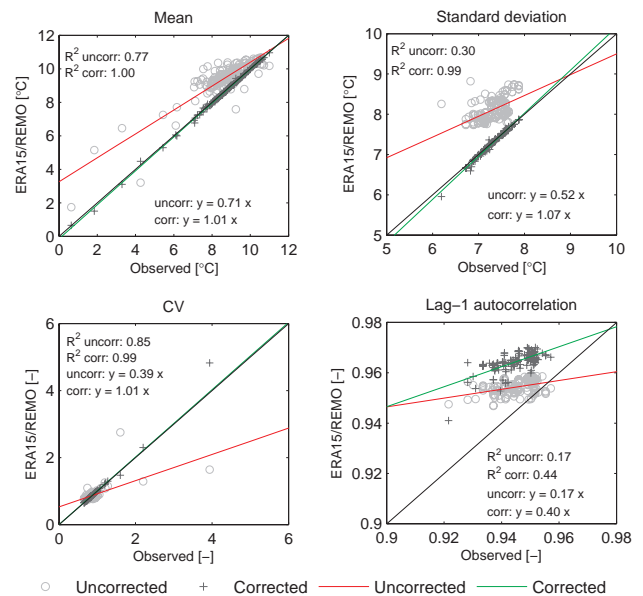 Mean
R² uncorr: 0.77
R² corr: 1.00
uncorr: y = 0.71 x
corr: y = 1.01 x
12
10
8
6
4
2
0
0 2 4 6 8 10 12
ERA15/REMO [°C]
Observed [°C]
Standard deviation
R² uncorr: 0.30
R² corr: 0.99
uncorr: y = 0.52 x
corr: y = 1.07 x
10
9
8
7
6
5
5 6 7 8 9 10
ERA15/REMO [°C]
Observed [°C]
CV
R² uncorr: 0.85
R² corr: 0.99
uncorr: y = 0.39 x
corr: y = 1.01 x
6
4
2
0
0 2 4 6
ERA15/REMO [−]
Observed [−]
Lag−1 autocorrelation
R² uncorr: 0.17
R² corr: 0.44
uncorr: y = 0.17 x
corr: y = 0.40 x
0.98
0.96
0.94
0.92
0.9
0.9 0.92 0.94 0.96 0.98
ERA15/REMO [−]
Observed [−]
Uncorrected Corrected Uncorrected Corrected